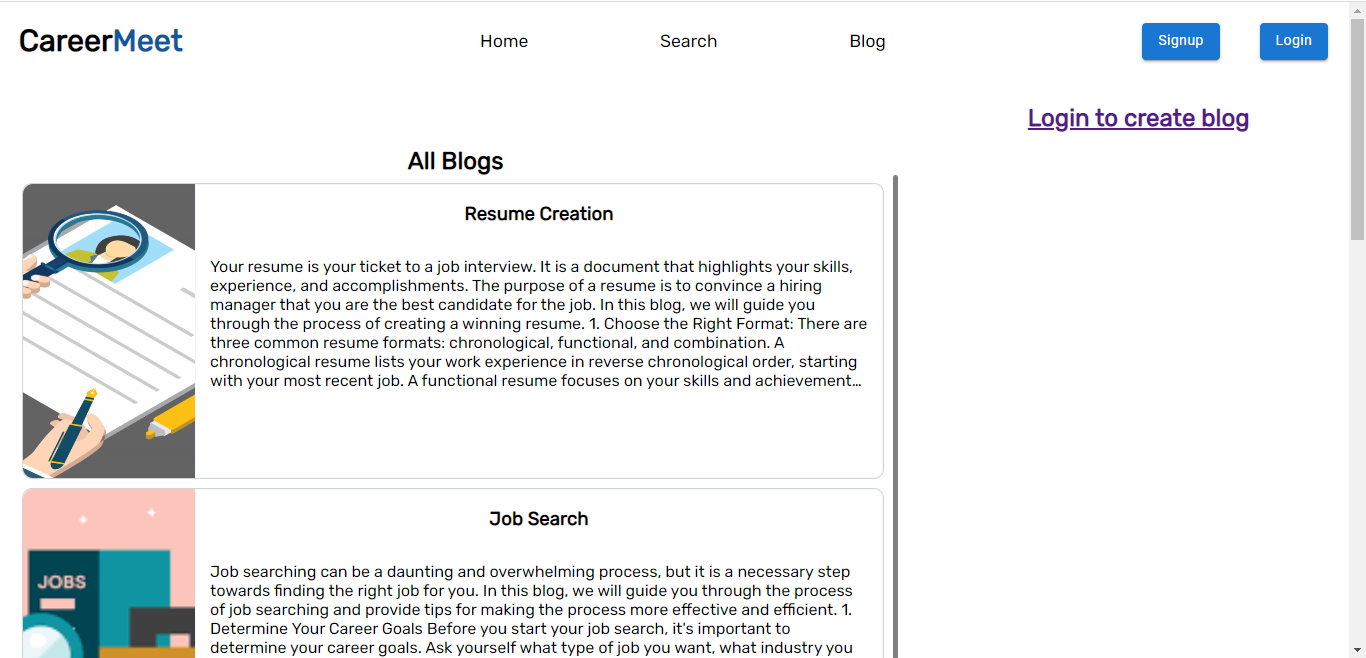 CareerMeet
Home
Search
Blog
Signup
Login
Login to create blog
All Blogs
Resume Creation
Your resume is your ticket to a job interview. It is a document that highlights your skills,
experience, and accomplishments. The purpose of a resume is to convince a hiring
manager that you are the best candidate for the job. In this blog, we will guide you
through the process of creating a winning resume. 1. Choose the Right Format: There are
three common resume formats: chronological, functional, and combination. A
chronological resume lists your work experience in reverse chronological order, starting
with your most recent job. A functional resume focuses on your skills and achievement…
Job Search
JOBS
Job searching can be a daunting and overwhelming process, but it is a necessary step
towards finding the right job for you. In this blog, we will guide you through the process
of job searching and provide tips for making the process more effective and efficient. 1.
Determine Your Career Goals Before you start your job search, it's important to
determine your career goals. Ask yourself what type of job you want, what industry you